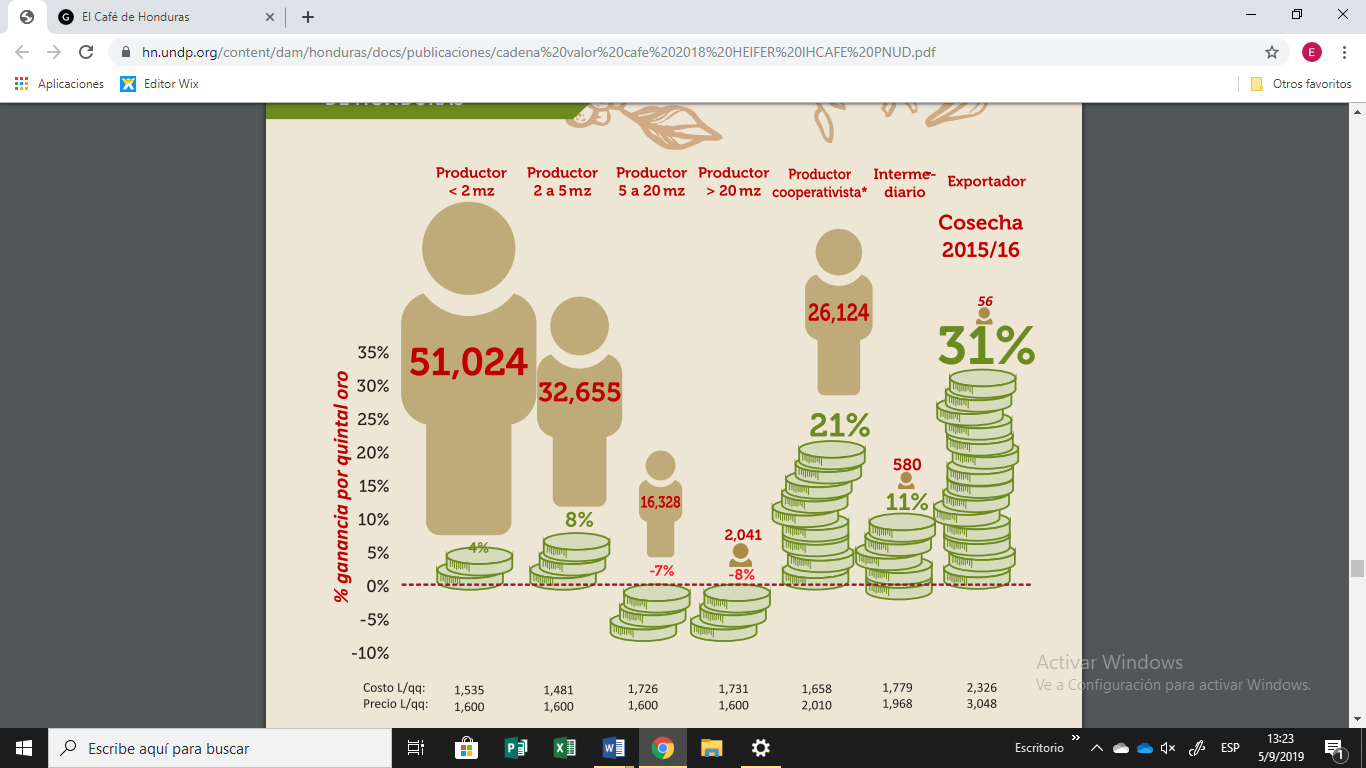 El Café de Honduras
hn.undp.org/content/dam/honduras/docs/publicaciones/cadena%20valor%20cafe%202018%20HEIFER%20IHCAFE%20PNUD.pdf
E
Aplicaciones
Editor Wix
Otros favoritos
Productor < 2 mz
Productor 2 a 5 mz
Productor 5 a 20 mz
Productor > 20 mz
Productor cooperativista*
Interme-diario
Exportador
Cosecha
2015/16
51,024
32,655
16,328
2,041
26,124
580
56
4%
8%
-7%
-8%
21%
11%
31%
% ganancia por quintal oro
35%
30%
25%
20%
15%
10%
5%
0%
-5%
-10%
Costo L/qq: 1,535 1,481 1,726 1,731 1,658 1,779 2,326
Precio L/qq: 1,600 1,600 1,600 1,600 2,010 1,968 3,048
Activar Windows
Ve a Configuración para activar Windows.
Escribe aquí para buscar
Escritorio
ESP
13:23
5/9/2019
1